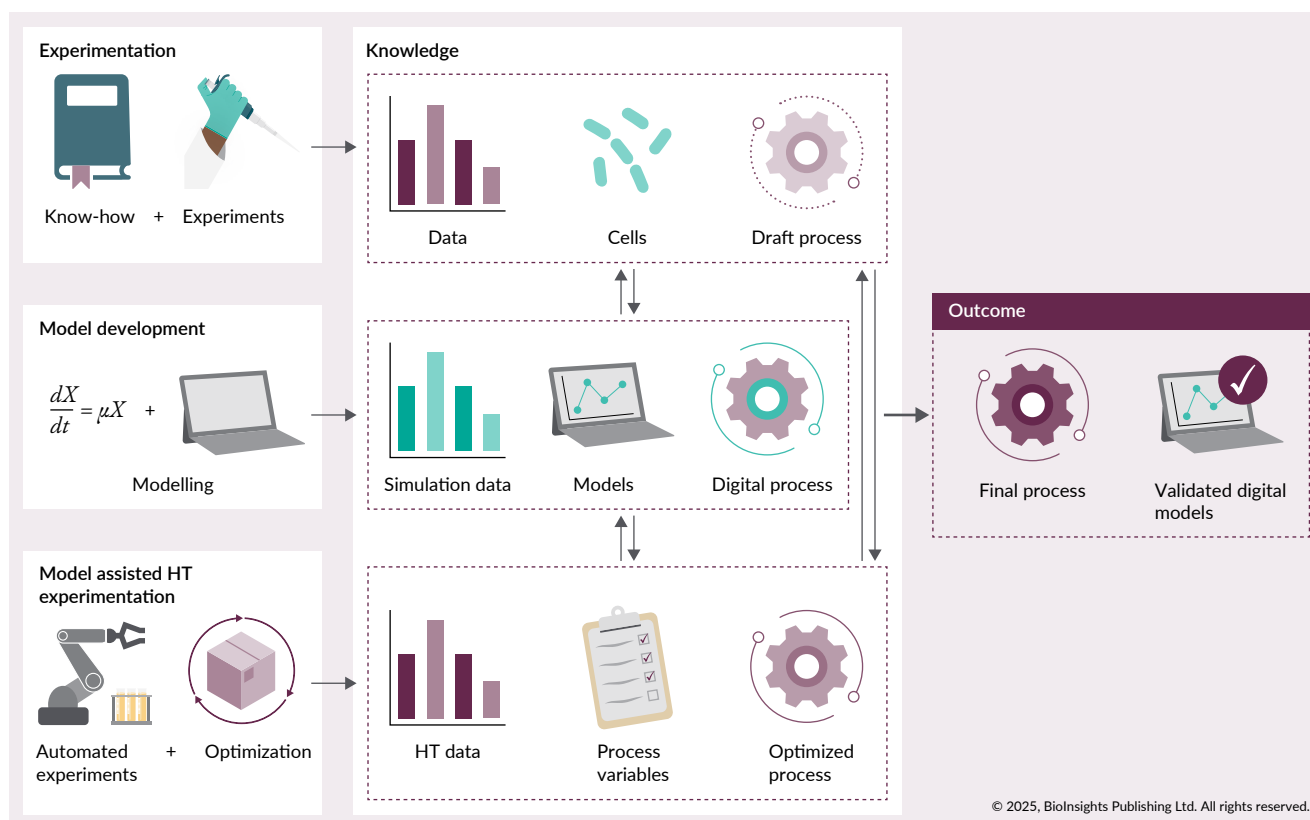 Experimentation
Know-how + Experiments
Knowledge
Data
Cells
Draft process
Model development
dX
dt
= μX +
Modelling
Simulation data
Models
Digital process
Model assisted HT
experimentation
Automated
experiments
+ Optimization
HT data
Process
variables
Optimized
process
Outcome
Final process
Validated digital
models
© 2025, BioInsights Publishing Ltd. All rights reserved.